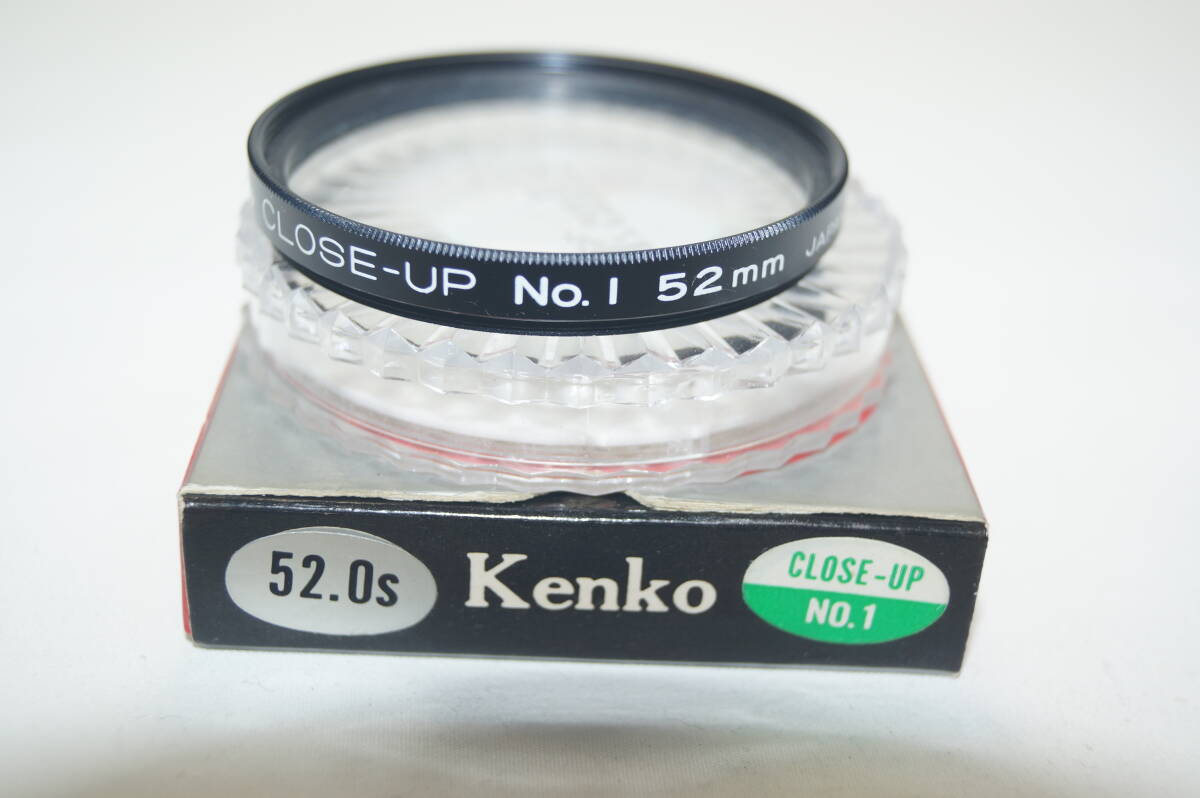 CLOSE-UP No. 1 52mm
52.0s
Kenko
CLOSE-UP
NO.1